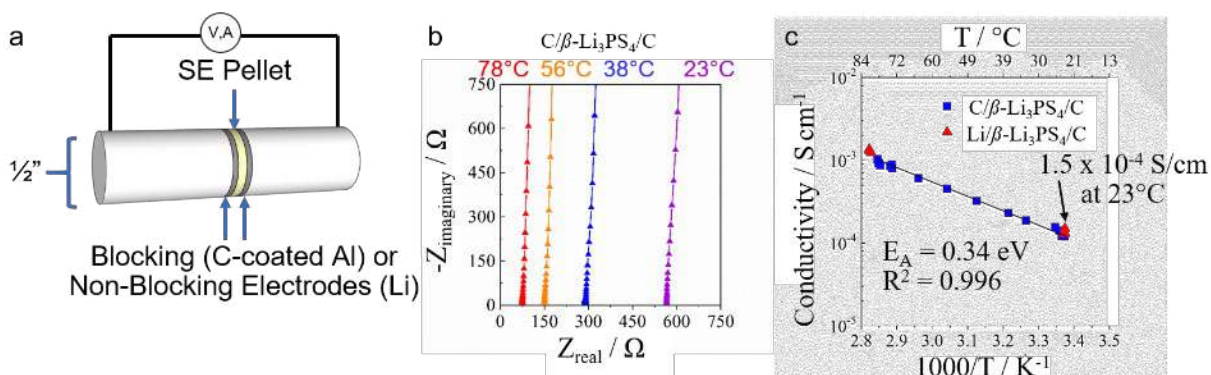 a
V,A
SE Pellet
½”
Blocking (C-coated Al) or
Non-Blocking Electrodes (Li)
b
C/β-Li₃PS₄/C
78°C 56°C 38°C 23°C
-Z_imaginary / Ω
750
600
450
300
150
0
0 150 300 450 600 750
Z_real / Ω
c
T / °C
84 72 60 49 39 30 21 13
Conductivity / S cm⁻¹
10⁻²
10⁻³
10⁻⁴
10⁻⁵
C/β-Li₃PS₄/C
Li/β-Li₃PS₄/C
1.5 x 10⁻⁴ S/cm
at 23°C
E_A = 0.34 eV
R² = 0.996
2.8 2.9 3.0 3.1 3.2 3.3 3.4 3.5
1000/T / K⁻¹